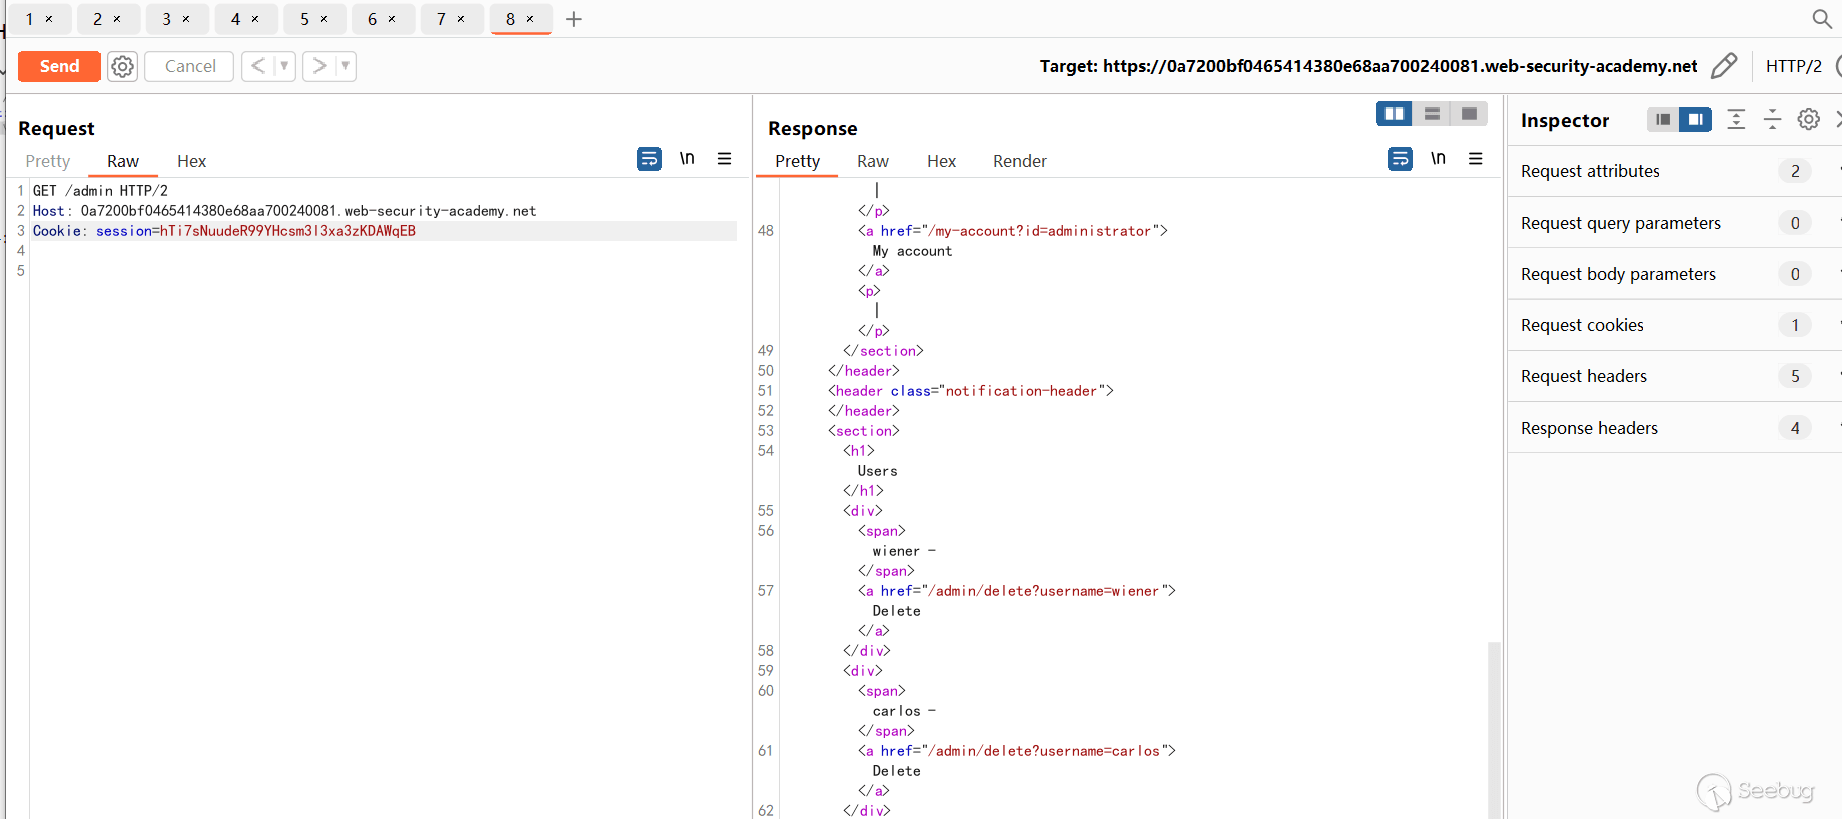 1 × 2 × 3 × 4 × 5 × 6 × 7 × 8 × +
Send Cancel < ▼ > ▼ Target: https://0a7200bf0465414380e68aa700240081.web-security-academy.net HTTP/2
Request
Pretty Raw Hex \n
1 GET /admin HTTP/2
2 Host: 0a7200bf0465414380e68aa700240081.web-security-academy.net
3 Cookie: session=hTi7sNuudeR99YHcsm3l3xa3zKDAWqEB
4
5
Response
Pretty Raw Hex Render \n
|
</p>
48 <a href="/my-account?id=administrator">
My account
</a>
<p>
|
</p>
49 </section>
50 </header>
51 <header class="notification-header">
52 </header>
53 <section>
54 <h1>
Users
</h1>
55 <div>
56 <span>
wiener -
</span>
57 <a href="/admin/delete?username=wiener">
Delete
</a>
58 </div>
59 <div>
60 <span>
carlos -
</span>
61 <a href="/admin/delete?username=carlos">
Delete
</a>
62 </div>
Inspector
Request attributes 2
Request query parameters 0
Request body parameters 0
Request cookies 1
Request headers 5
Response headers 4
Seebug